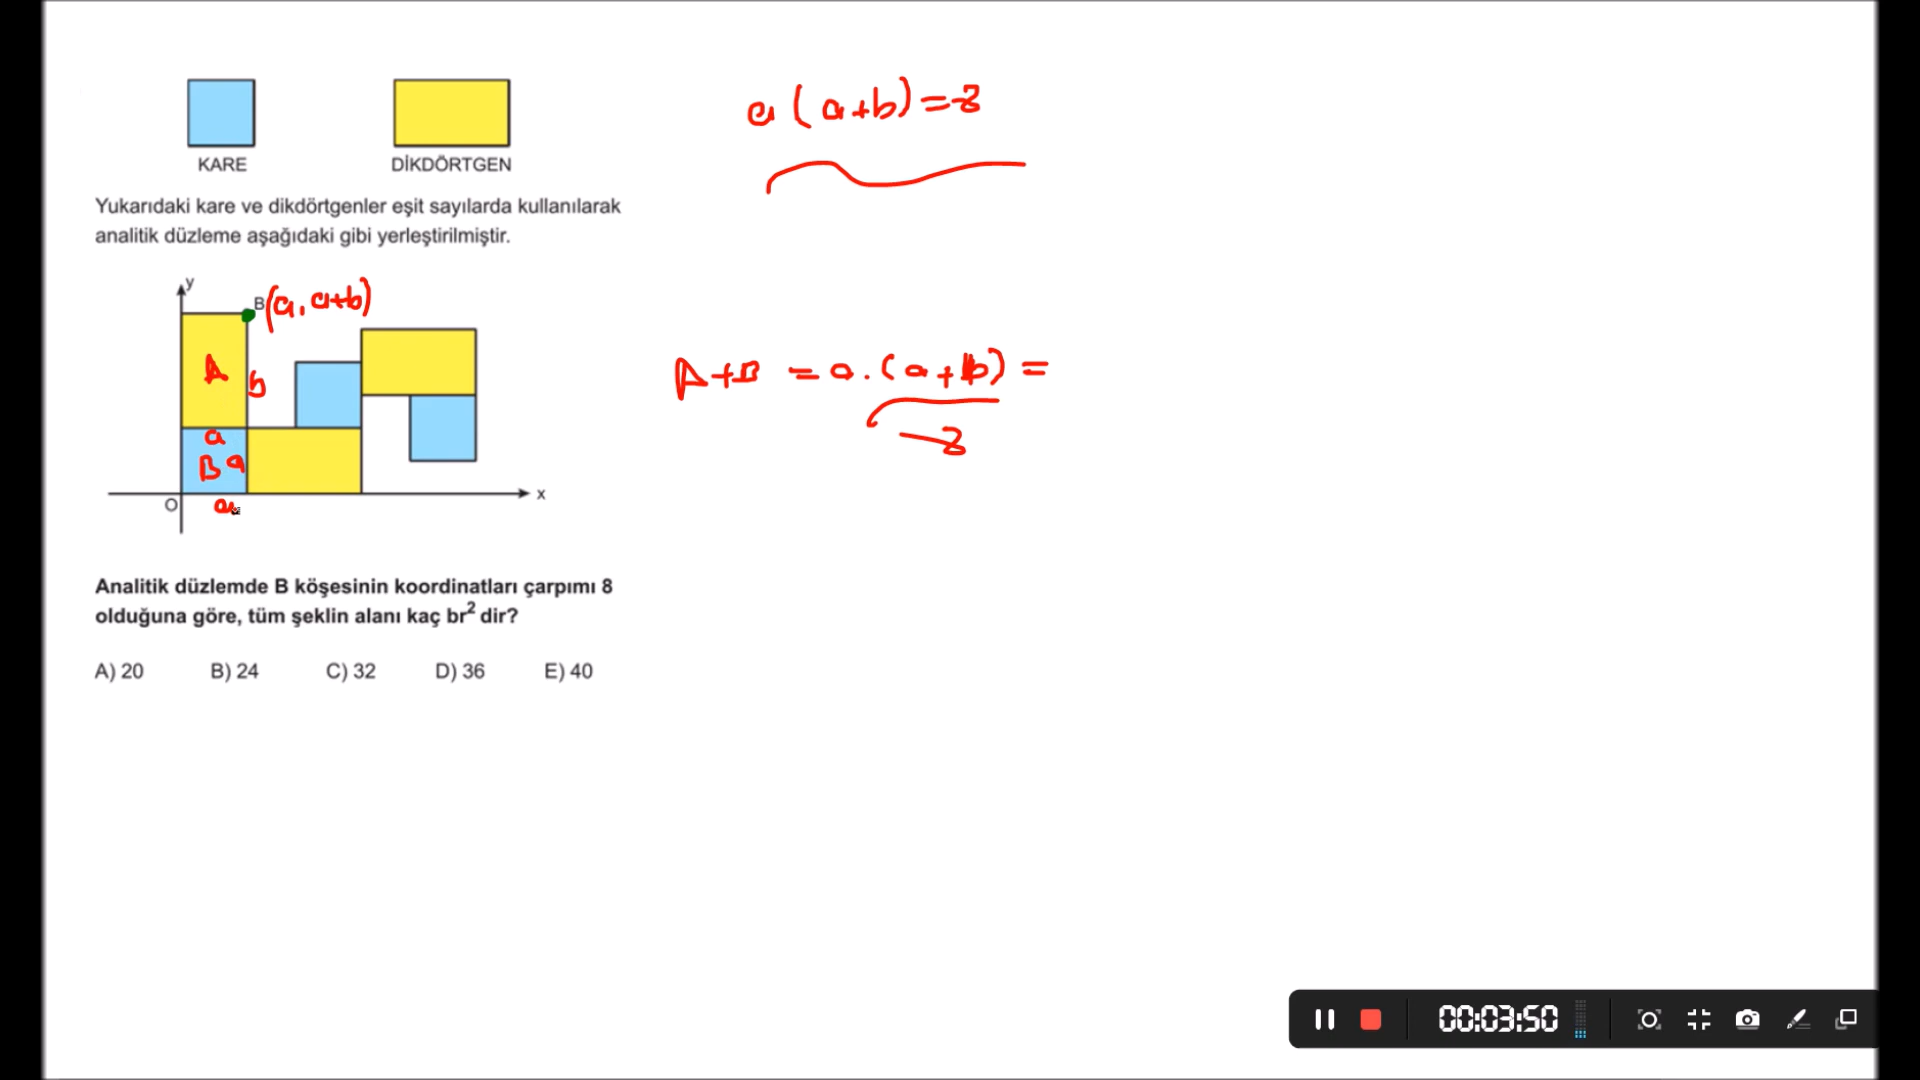 KARE
DİKDÖRTGEN
Yukarıdaki kare ve dikdörtgenler eşit sayılarda kullanılarak
analitik düzleme aşağıdaki gibi yerleştirilmiştir.
y
B (a, a+b)
A
b
a
B a
O
x
a
Analitik düzlemde B köşesinin koordinatları çarpımı 8
olduğuna göre, tüm şeklin alanı kaç br² dir?
A) 20 B) 24 C) 32 D) 36 E) 40
a (a+b) = 8
A+B = a.(a+b) =
8
00:03:50